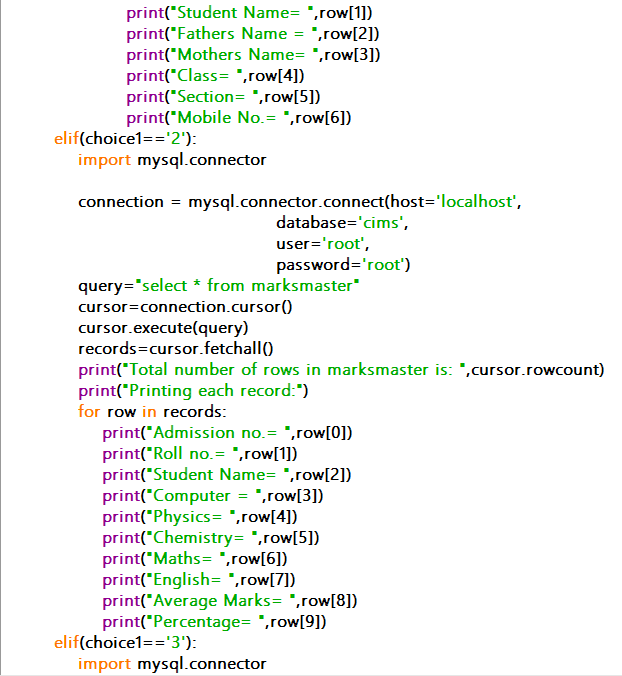 print("Student Name= ",row[1])
print("Fathers Name = ",row[2])
print("Mothers Name= ",row[3])
print("Class= ",row[4])
print("Section= ",row[5])
print("Mobile No.= ",row[6])
elif(choice1=='2'):
import mysql.connector
connection = mysql.connector.connect(host='localhost',
database='cims',
user='root',
password='root')
query="select * from marksmaster"
cursor=connection.cursor()
cursor.execute(query)
records=cursor.fetchall()
print("Total number of rows in marksmaster is: ",cursor.rowcount)
print("Printing each record:")
for row in records:
print("Admission no.= ",row[0])
print("Roll no.= ",row[1])
print("Student Name= ",row[2])
print("Computer = ",row[3])
print("Physics= ",row[4])
print("Chemistry= ",row[5])
print("Maths= ",row[6])
print("English= ",row[7])
print("Average Marks= ",row[8])
print("Percentage= ",row[9])
elif(choice1=='3'):
import mysql.connector